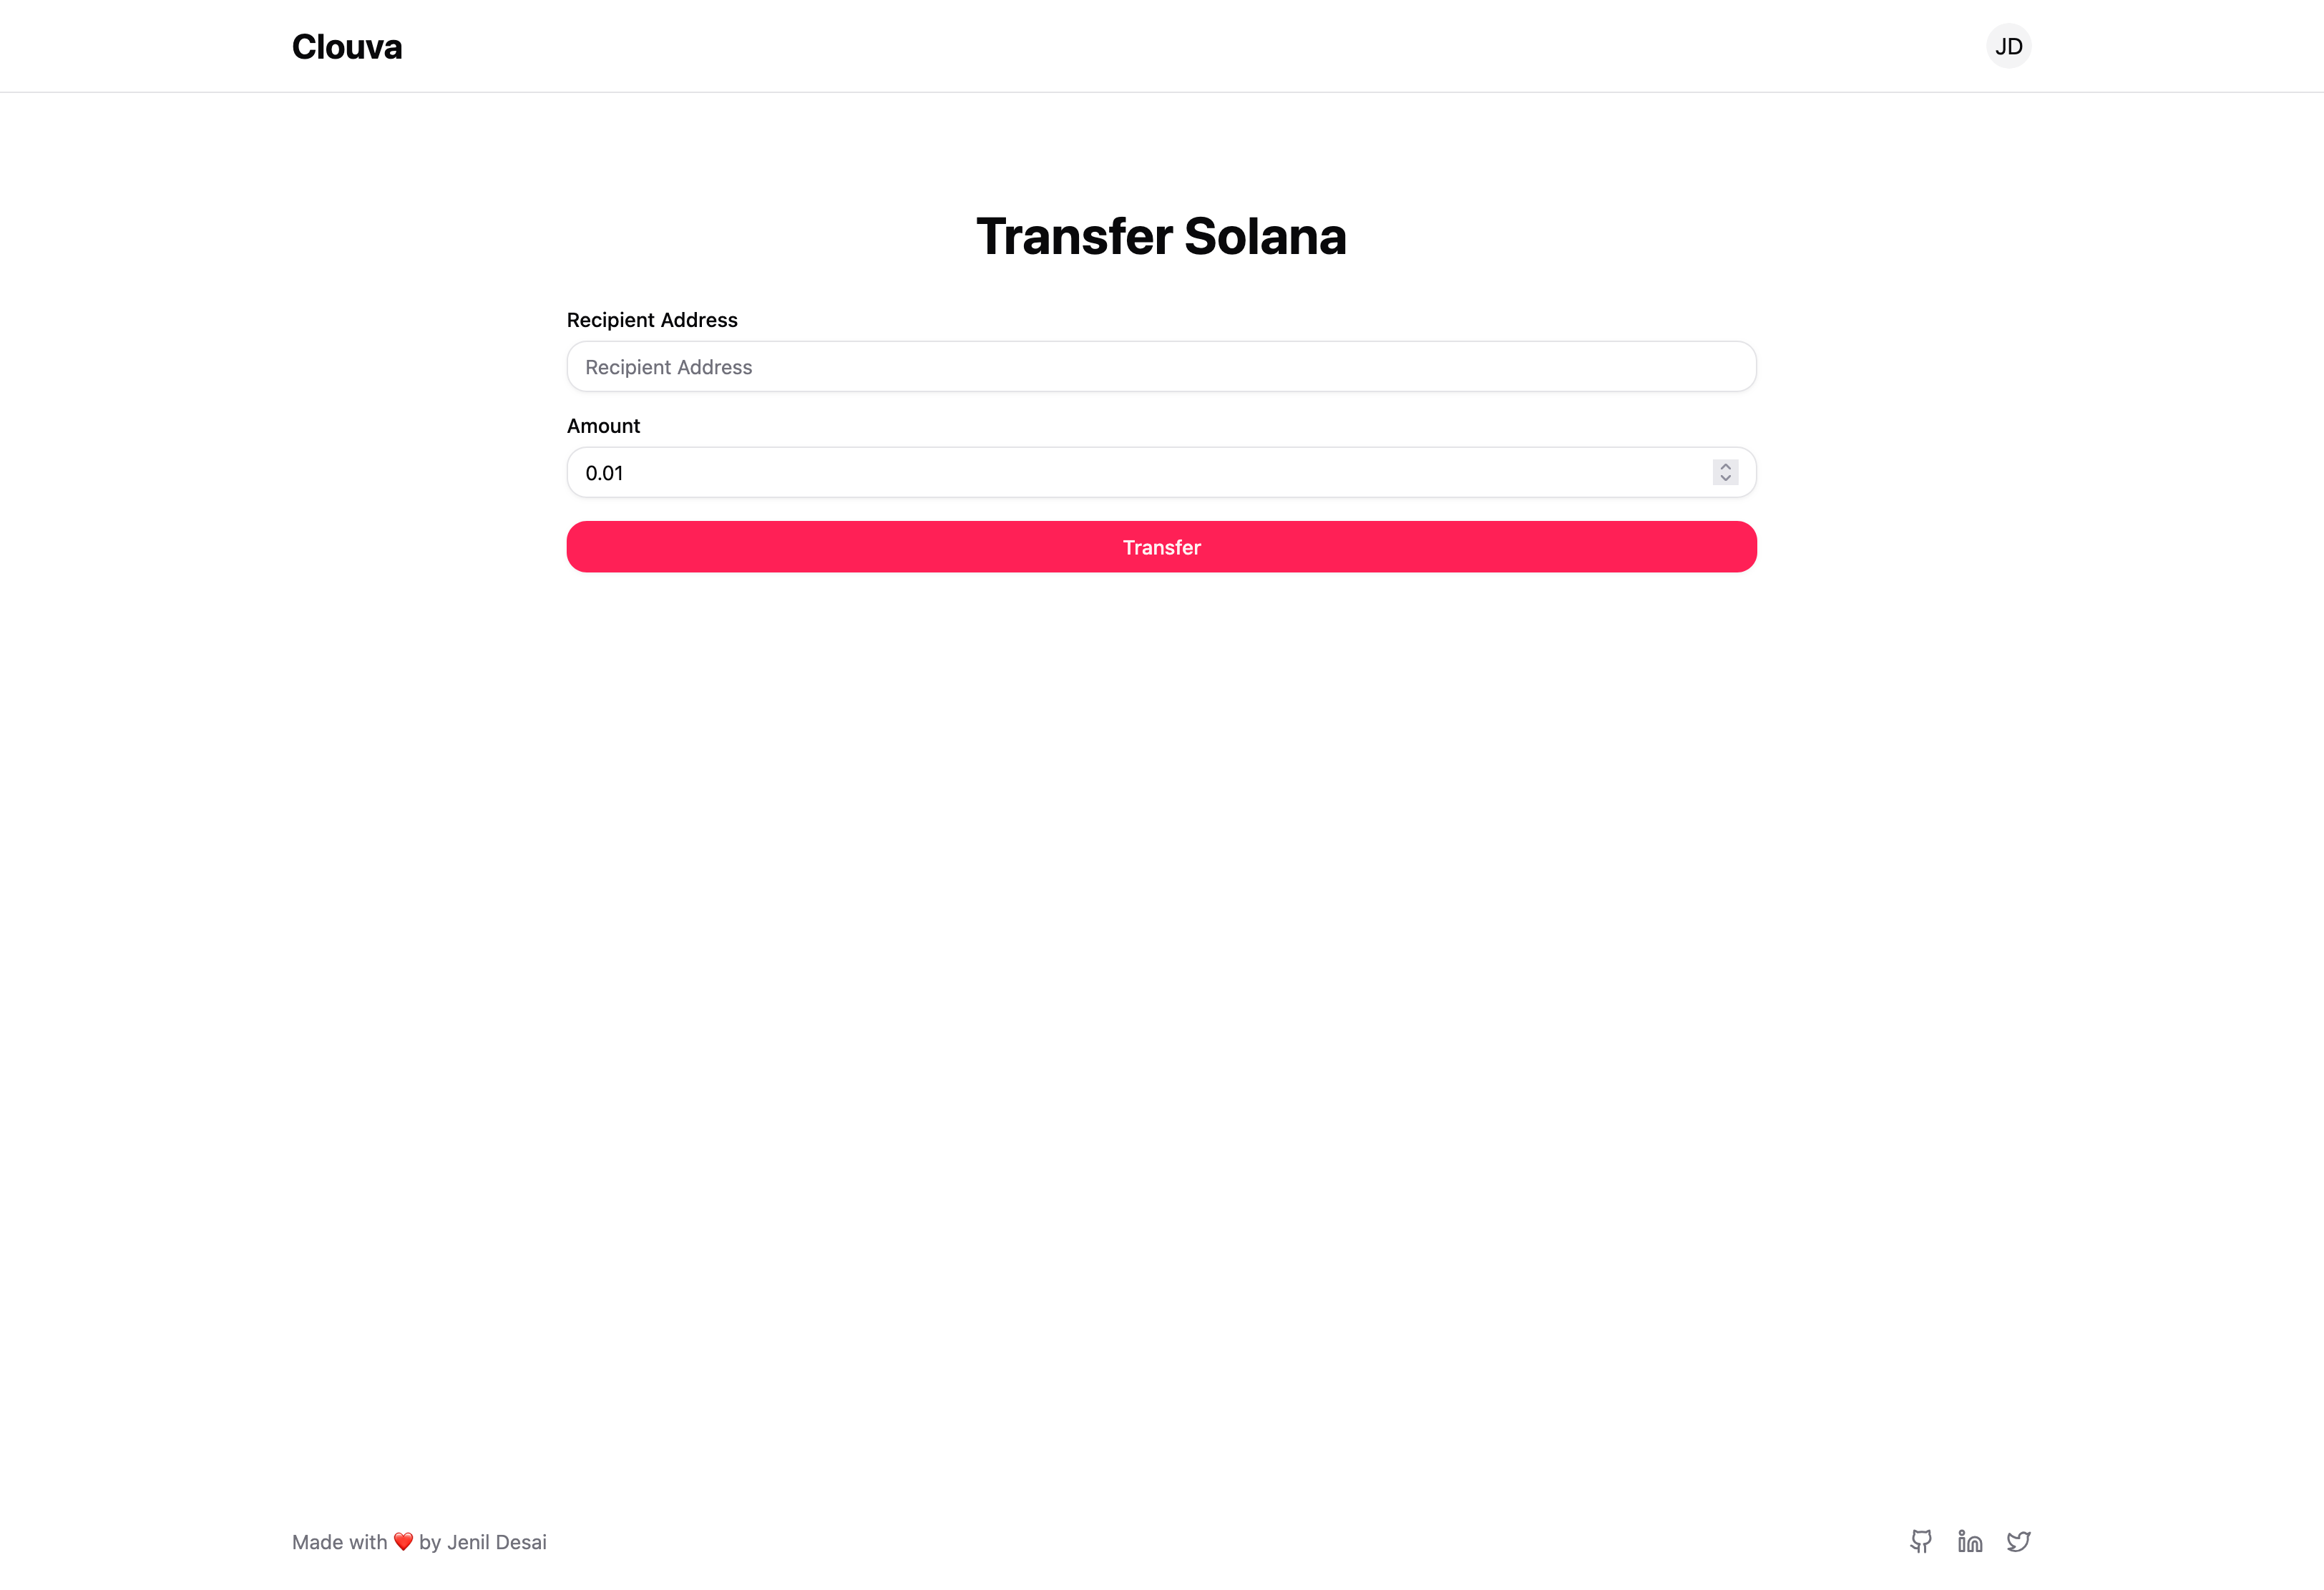 Clouva
JD
Transfer Solana
Recipient Address
Recipient Address
Amount
0.01
Transfer
Made with ❤️ by Jenil Desai